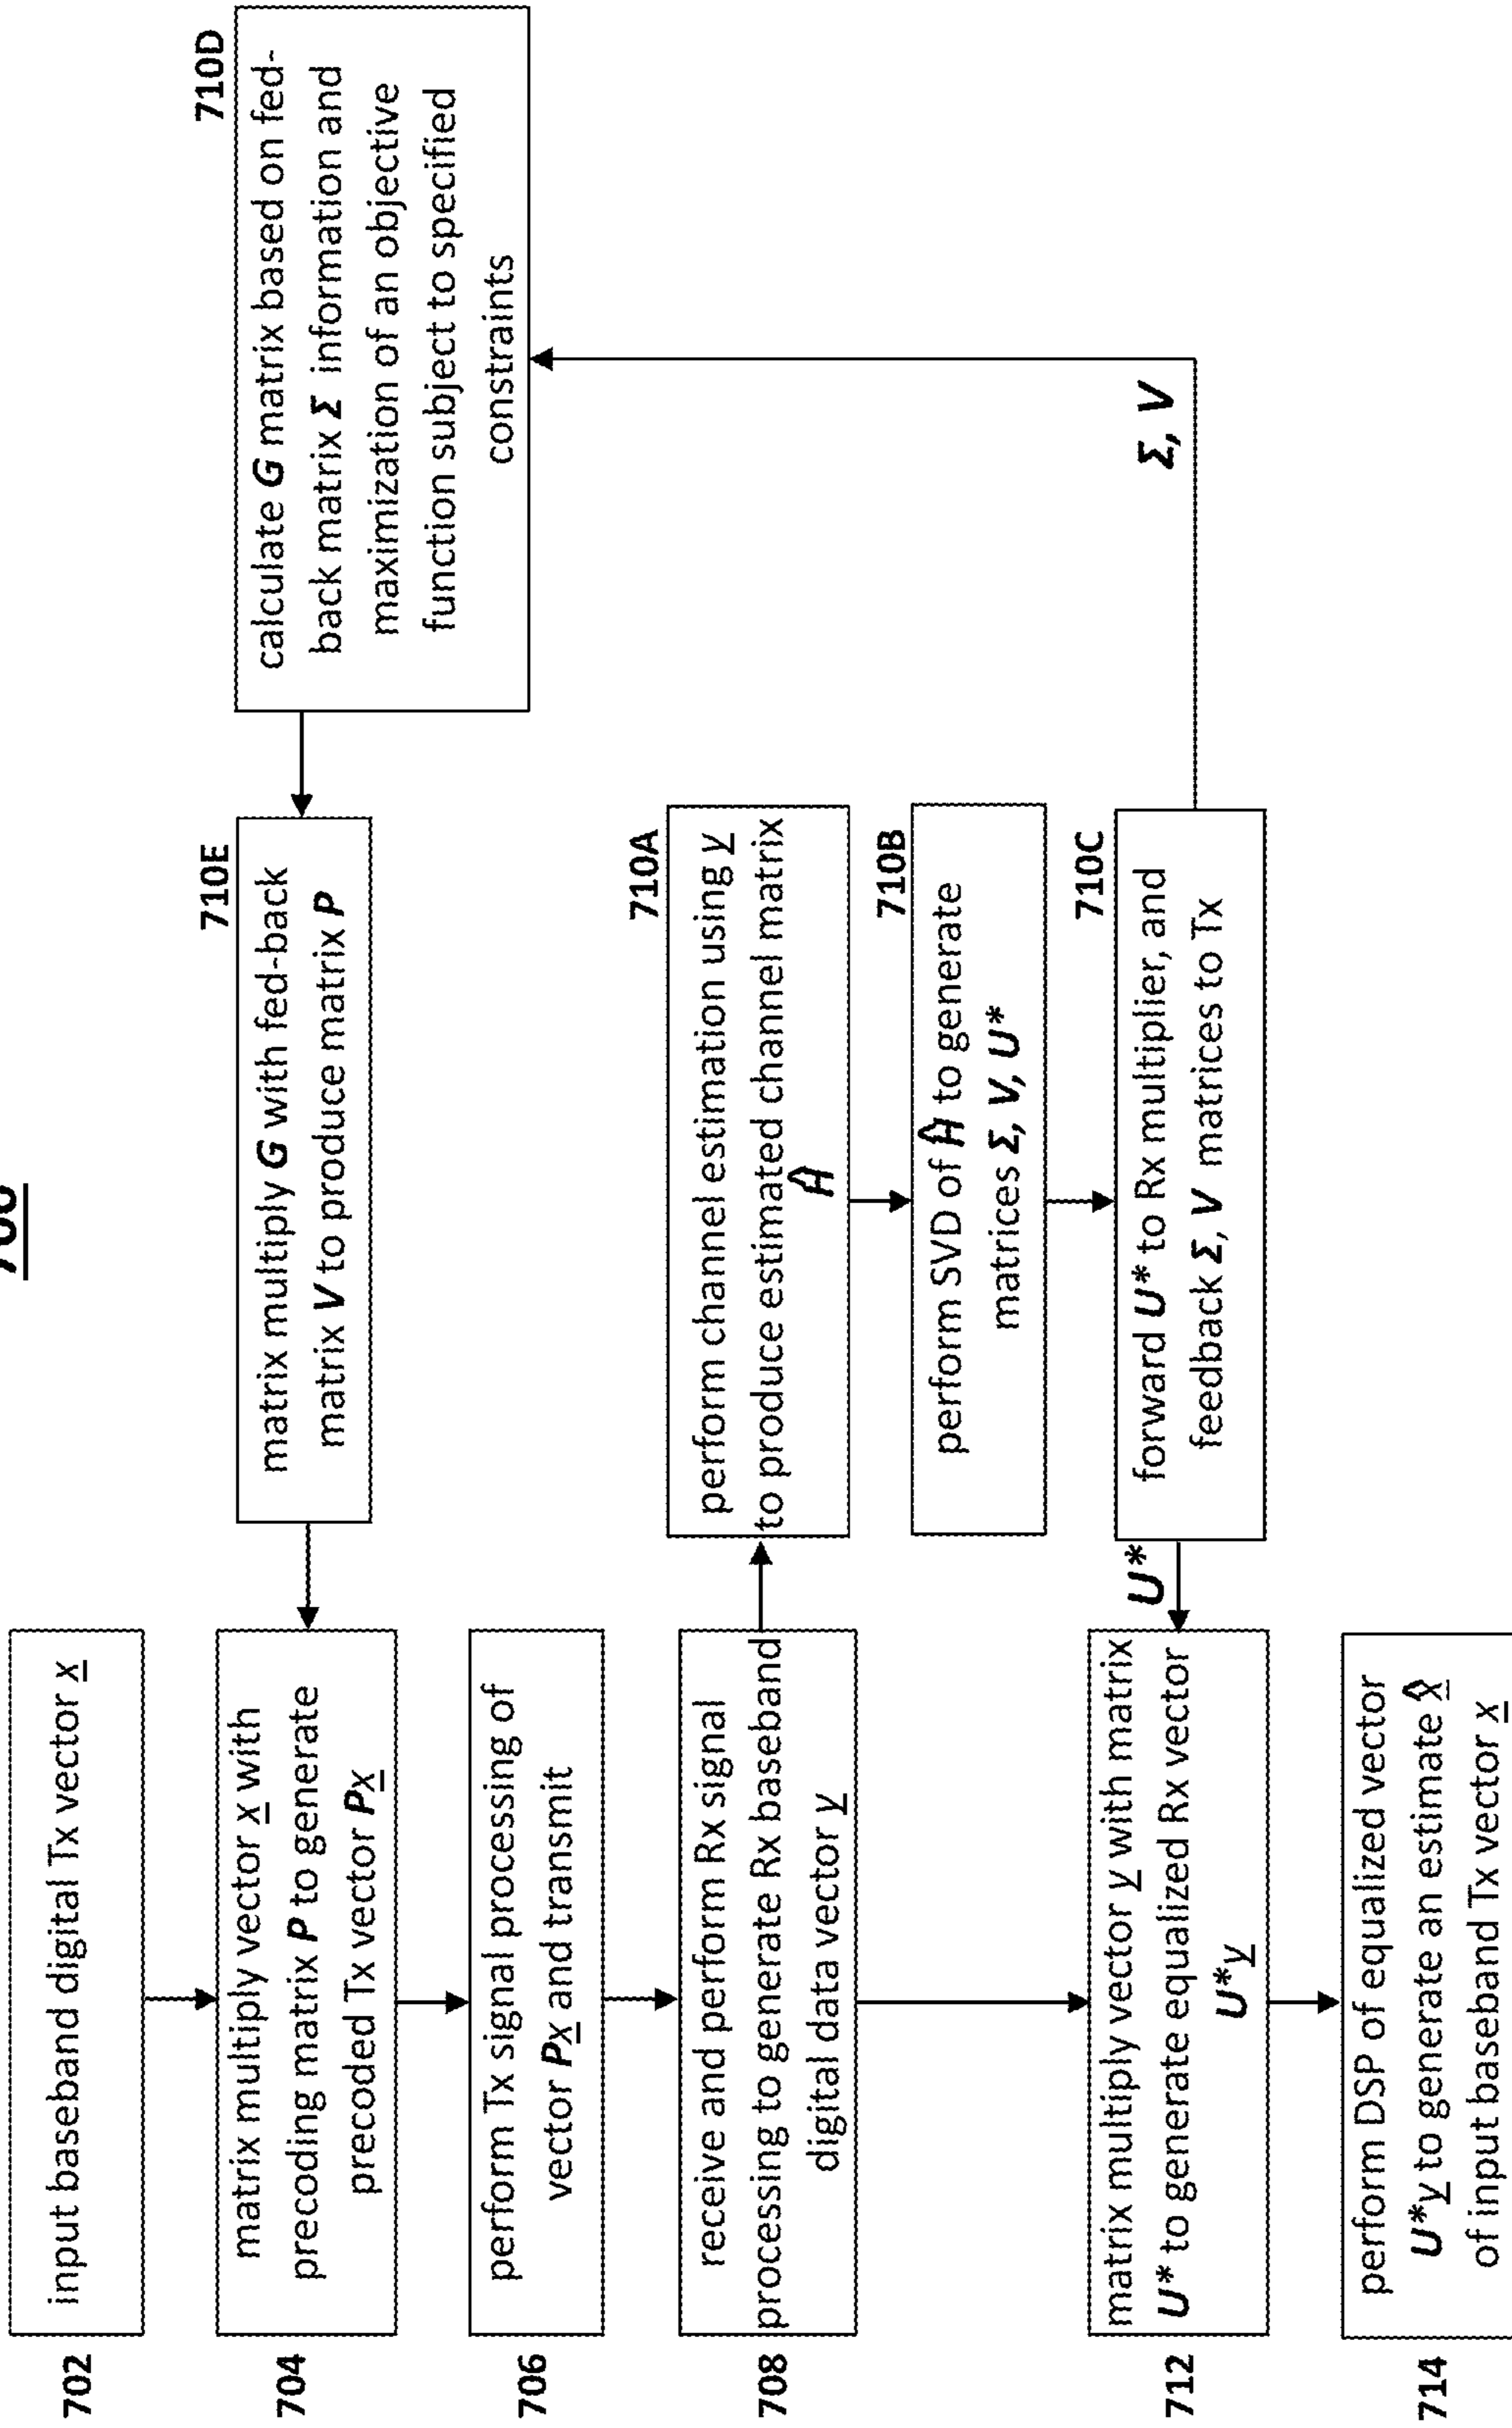 702
input baseband digital Tx vector x
704
matrix multiply vector x with
precoding matrix P to generate
precoded Tx vector Px
706
perform Tx signal processing of
vector Px and transmit
708
receive and perform Rx signal
processing to generate Rx baseband
digital data vector y
712
matrix multiply vector y with matrix
U* to generate equalized Rx vector
U*y
714
perform DSP of equalized vector
U*y to generate an estimate x̂
of input baseband Tx vector x
710E
matrix multiply G with fed-back
matrix V to produce matrix P
710A
perform channel estimation using y
to produce estimated channel matrix
Ĥ
710B
perform SVD of Ĥ to generate
matrices Σ, V, U*
710C
forward U* to Rx multiplier, and
feedback Σ, V matrices to Tx
U*
Σ, V
710D
calculate G matrix based on fed-
back matrix Σ information and
maximization of an objective
function subject to specified
constraints